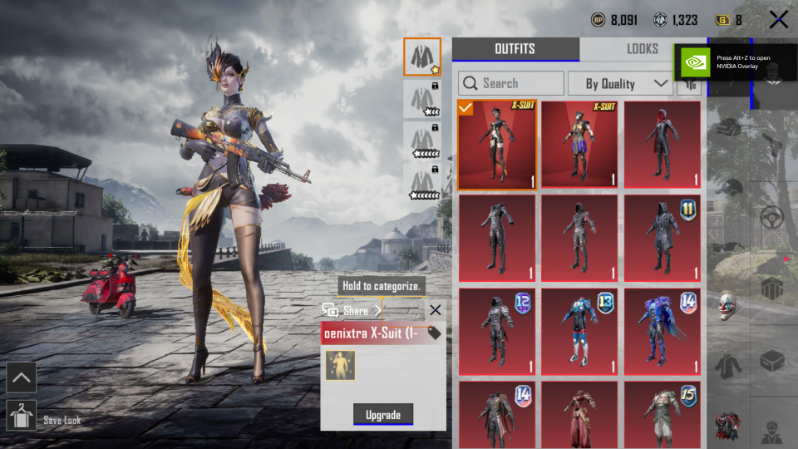 8,091
1,323
8
OUTFITS
LOOKS
Press Alt+Z to open
NVIDIA Overlay
Search
By Quality
X-SUIT
1
X-SUIT
1
1
1
1
11
1
12
1
13
1
14
1
14
15
Hold to categorize.
Share
oenixtra X-Suit (1-
Upgrade
Save Look